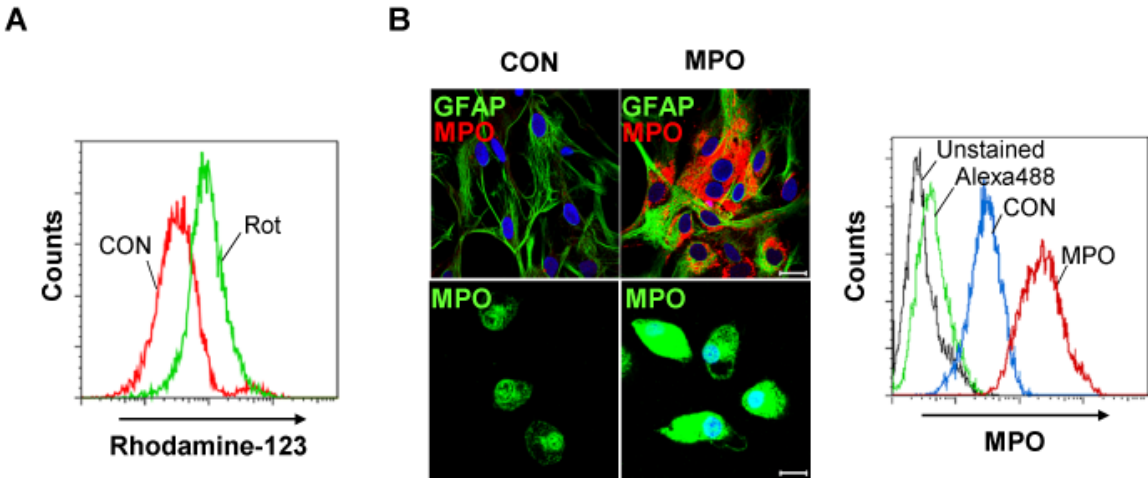 A
B
CON
MPO
GFAP
MPO
GFAP
MPO
MPO
MPO
Counts
CON
Rot
Rhodamine-123
Counts
Unstained
Alexa488
CON
MPO
MPO